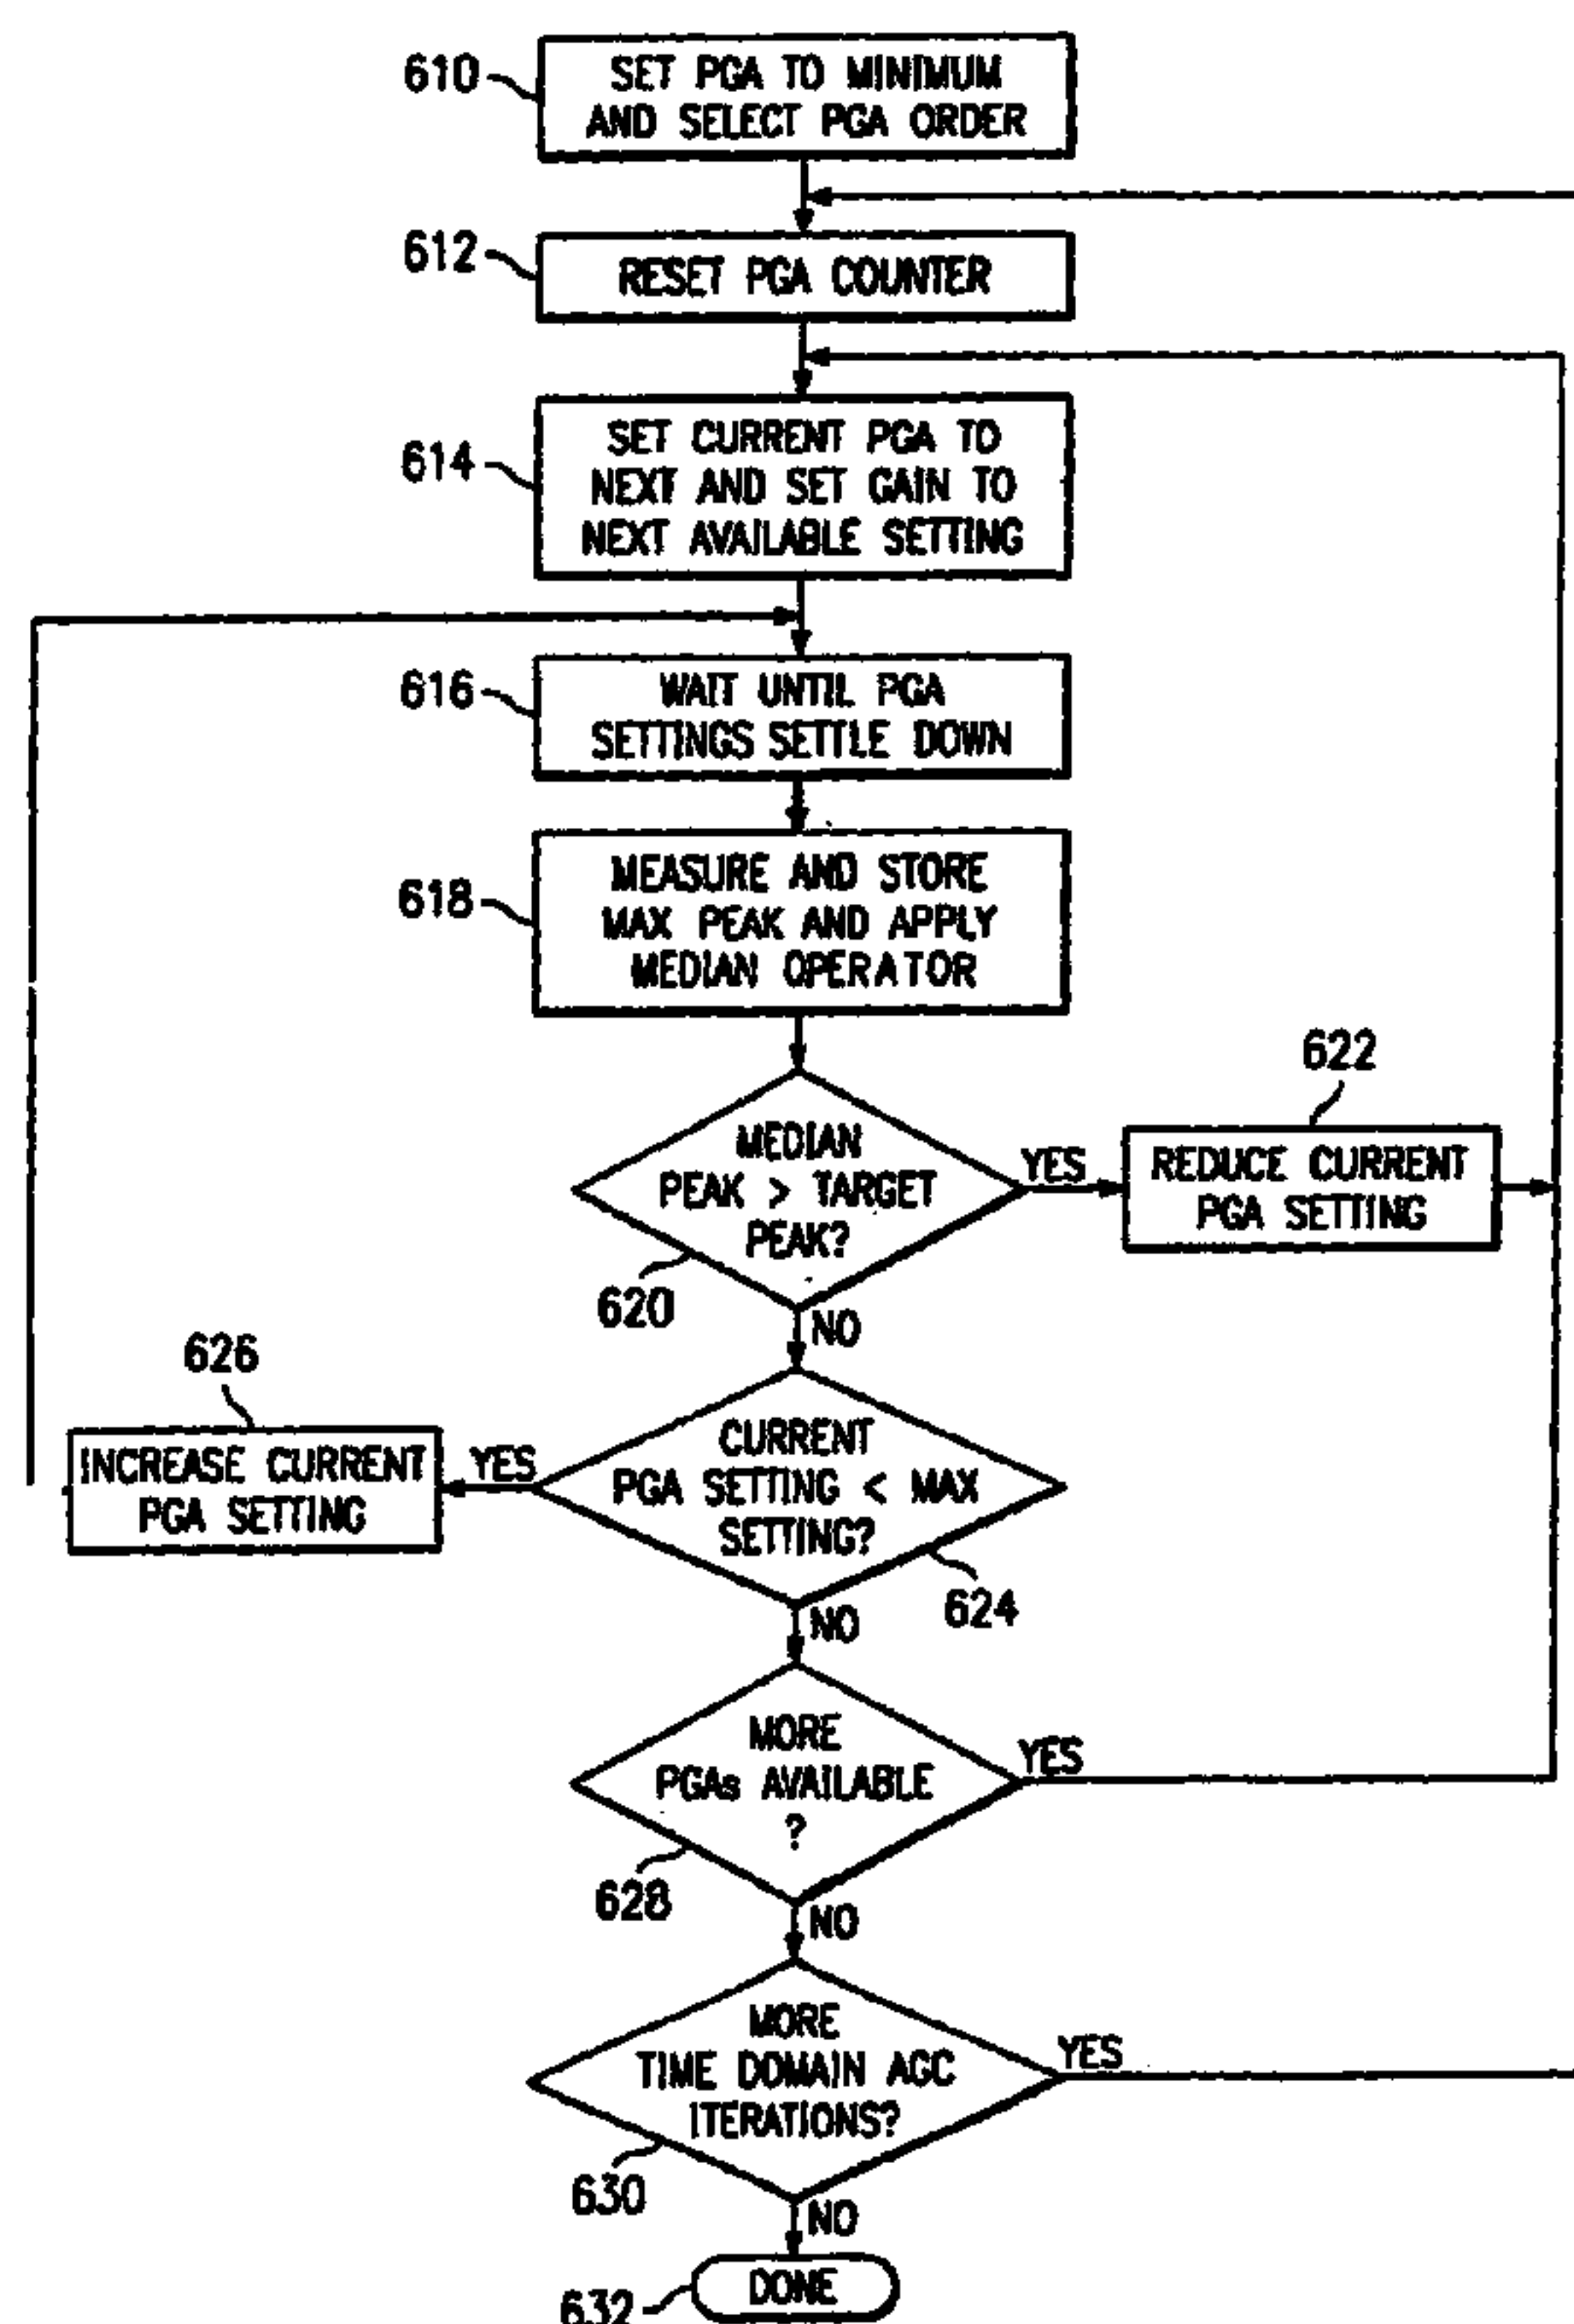 610
SET PGA TO MINIMUM
AND SELECT PGA ORDER
612
RESET PGA COUNTER
614
SET CURRENT PGA TO
NEXT AND SET GAIN TO
NEXT AVAILABLE SETTING
616
WAIT UNTIL PGA
SETTINGS SETTLE DOWN
618
MEASURE AND STORE
MAX PEAK AND APPLY
MEDIAN OPERATOR
620
MEDIAN
PEAK > TARGET
PEAK?
YES
622
REDUCE CURRENT
PGA SETTING
NO
624
CURRENT
PGA SETTING < MAX
SETTING?
YES
626
INCREASE CURRENT
PGA SETTING
NO
628
MORE
PGAs AVAILABLE
?
YES
NO
630
MORE
TIME DOMAIN AGC
ITERATIONS?
YES
NO
632
DONE